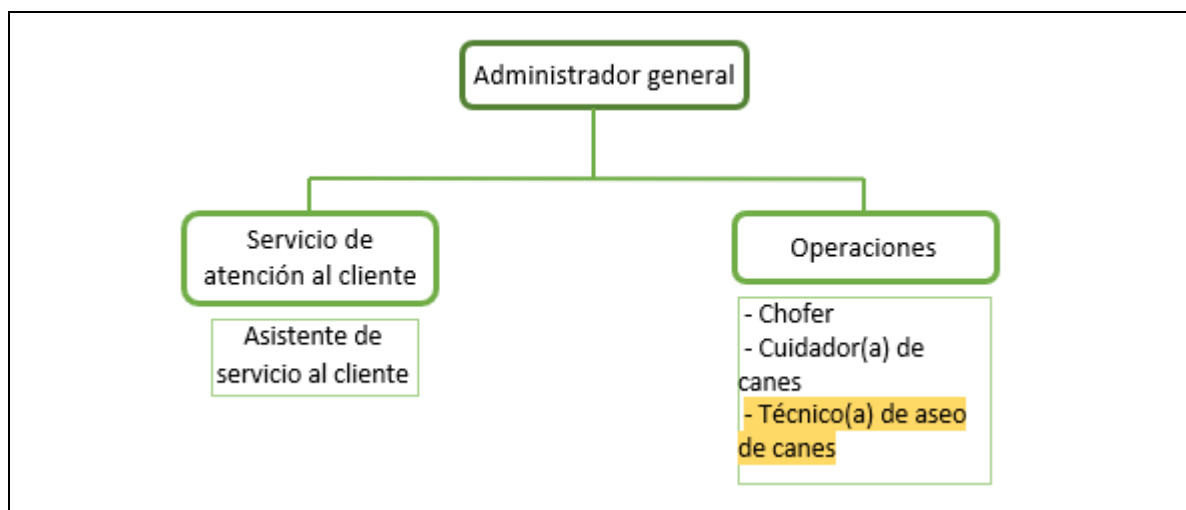 Administrador general
Servicio de
atención al cliente
Asistente de
servicio al cliente
Operaciones
- Chofer
- Cuidador(a) de
canes
- Técnico(a) de aseo
de canes